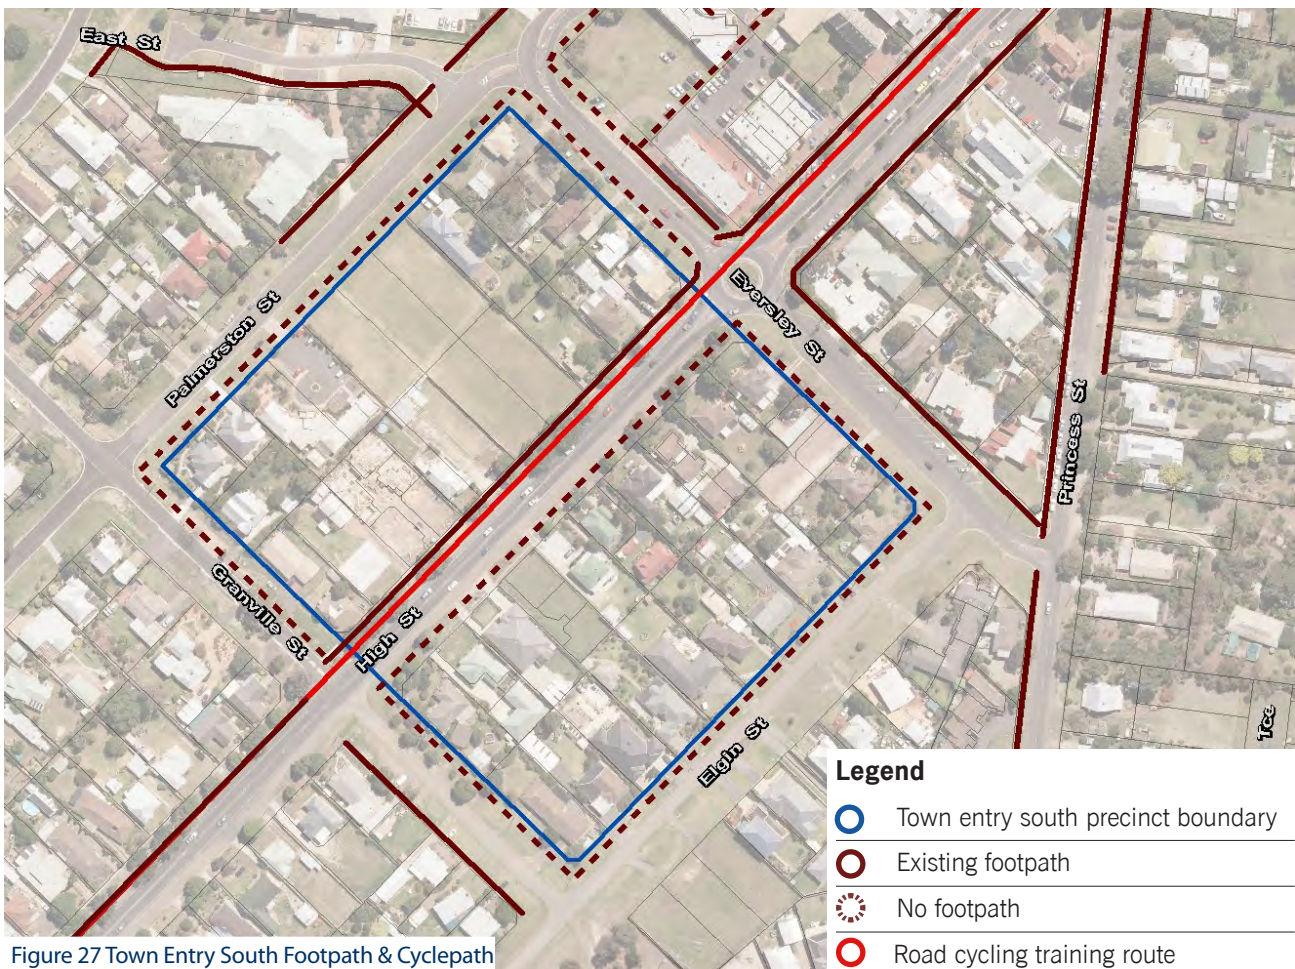 East St
Palmerston St
Eversley St
Princess St
Granville St
High St
Elgin St
Tce
Legend
Town entry south precinct boundary
Existing footpath
No footpath
Road cycling training route
Figure 27 Town Entry South Footpath & Cyclepath